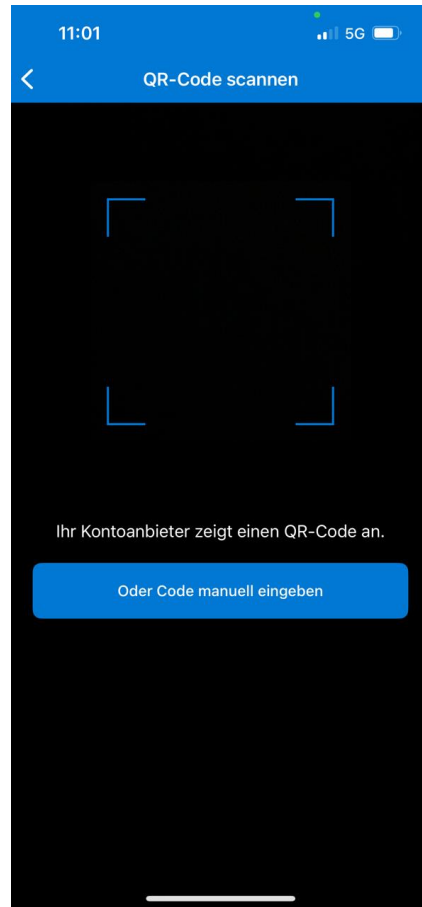 11:01
5G
QR-Code scannen
Ihr Kontoanbieter zeigt einen QR-Code an.
Oder Code manuell eingeben